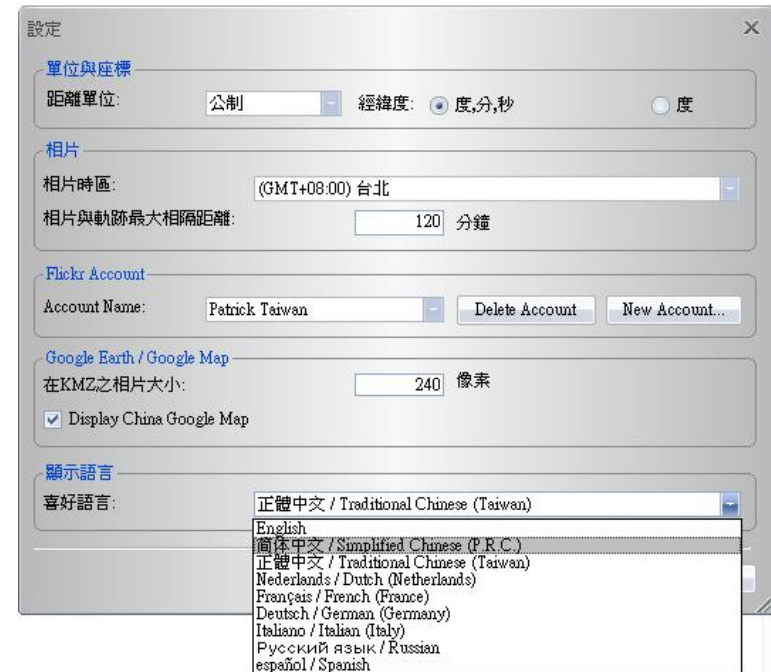 設定
單位與座標
距離單位: 公制 經緯度: 度,分,秒 度
相片
相片時區: (GMT+08:00) 台北
相片與軌跡最大相隔距離: 120 分鐘
Flickr Account
Account Name: Patrick Taiwan Delete Account New Account...
Google Earth / Google Map
在KMZ之相片大小: 240 像素
Display China Google Map
顯示語言
喜好語言: 正體中文 / Traditional Chinese (Taiwan)
English
简体中文 / Simplified Chinese (P.R.C.)
正體中文 / Traditional Chinese (Taiwan)
Nederlands / Dutch (Netherlands)
Français / French (France)
Deutsch / German (Germany)
Italiano / Italian (Italy)
Русский язык / Russian
español / Spanish